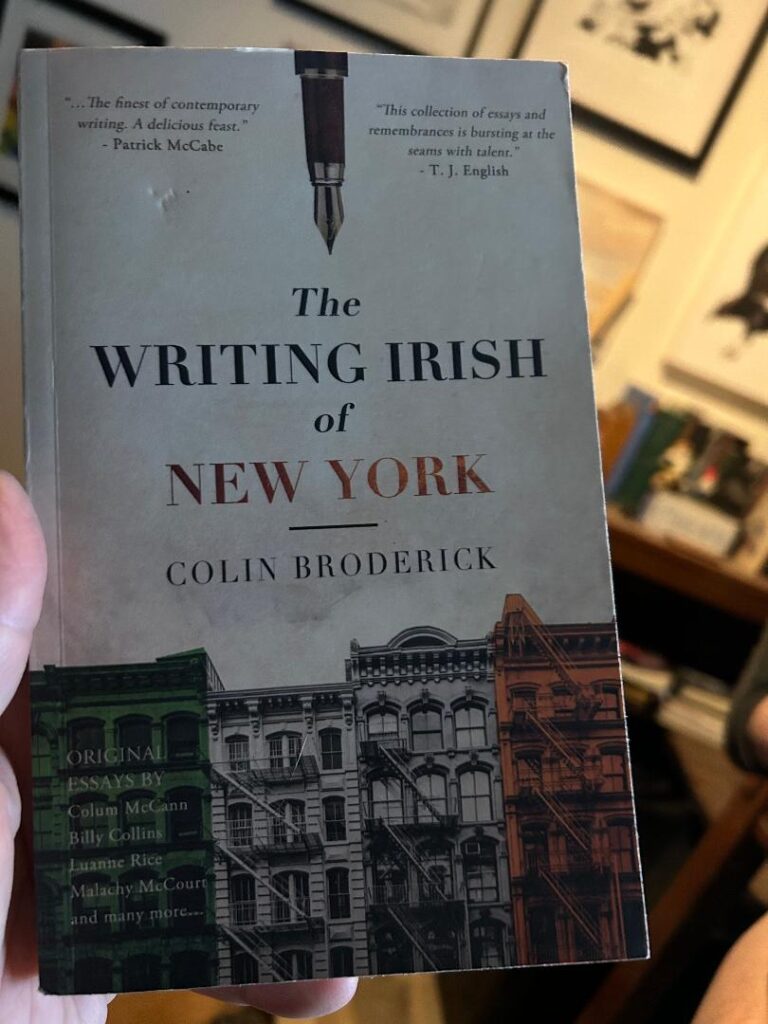 “...The finest of contemporary
writing. A delicious feast.”
- Patrick McCabe
“This collection of essays and
remembrances is bursting at the
seams with talent.”
- T. J. English
The
WRITING IRISH
of
NEW YORK
COLIN BRODERICK
ORIGINAL
ESSAYS BY
Colum McCann
Billy Collins
Luanne Rice
Malachy McCourt
and many more...